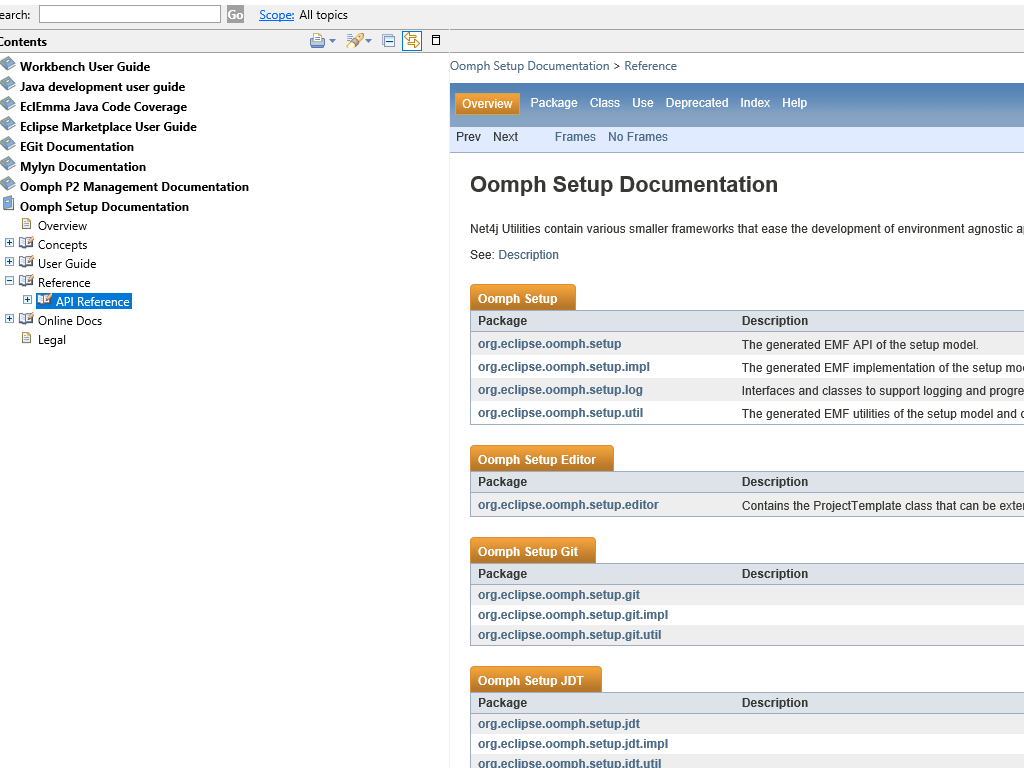 earch: Go Scope: All topics
Contents
Workbench User Guide
Java development user guide
EclEmma Java Code Coverage
Eclipse Marketplace User Guide
EGit Documentation
Mylyn Documentation
Oomph P2 Management Documentation
Oomph Setup Documentation
Overview
Concepts
User Guide
Reference
API Reference
Online Docs
Legal
Oomph Setup Documentation > Reference
Overview Package Class Use Deprecated Index Help
Prev Next Frames No Frames
Oomph Setup Documentation
Net4j Utilities contain various smaller frameworks that ease the development of environment agnostic a
See: Description
Oomph Setup
Package Description
org.eclipse.oomph.setup The generated EMF API of the setup model.
org.eclipse.oomph.setup.impl The generated EMF implementation of the setup mo
org.eclipse.oomph.setup.log Interfaces and classes to support logging and progre
org.eclipse.oomph.setup.util The generated EMF utilities of the setup model and
Oomph Setup Editor
Package Description
org.eclipse.oomph.setup.editor Contains the ProjectTemplate class that can be exte
Oomph Setup Git
Package Description
org.eclipse.oomph.setup.git
org.eclipse.oomph.setup.git.impl
org.eclipse.oomph.setup.git.util
Oomph Setup JDT
Package Description
org.eclipse.oomph.setup.jdt
org.eclipse.oomph.setup.jdt.impl
org.eclipse.oomph.setup.jdt.util